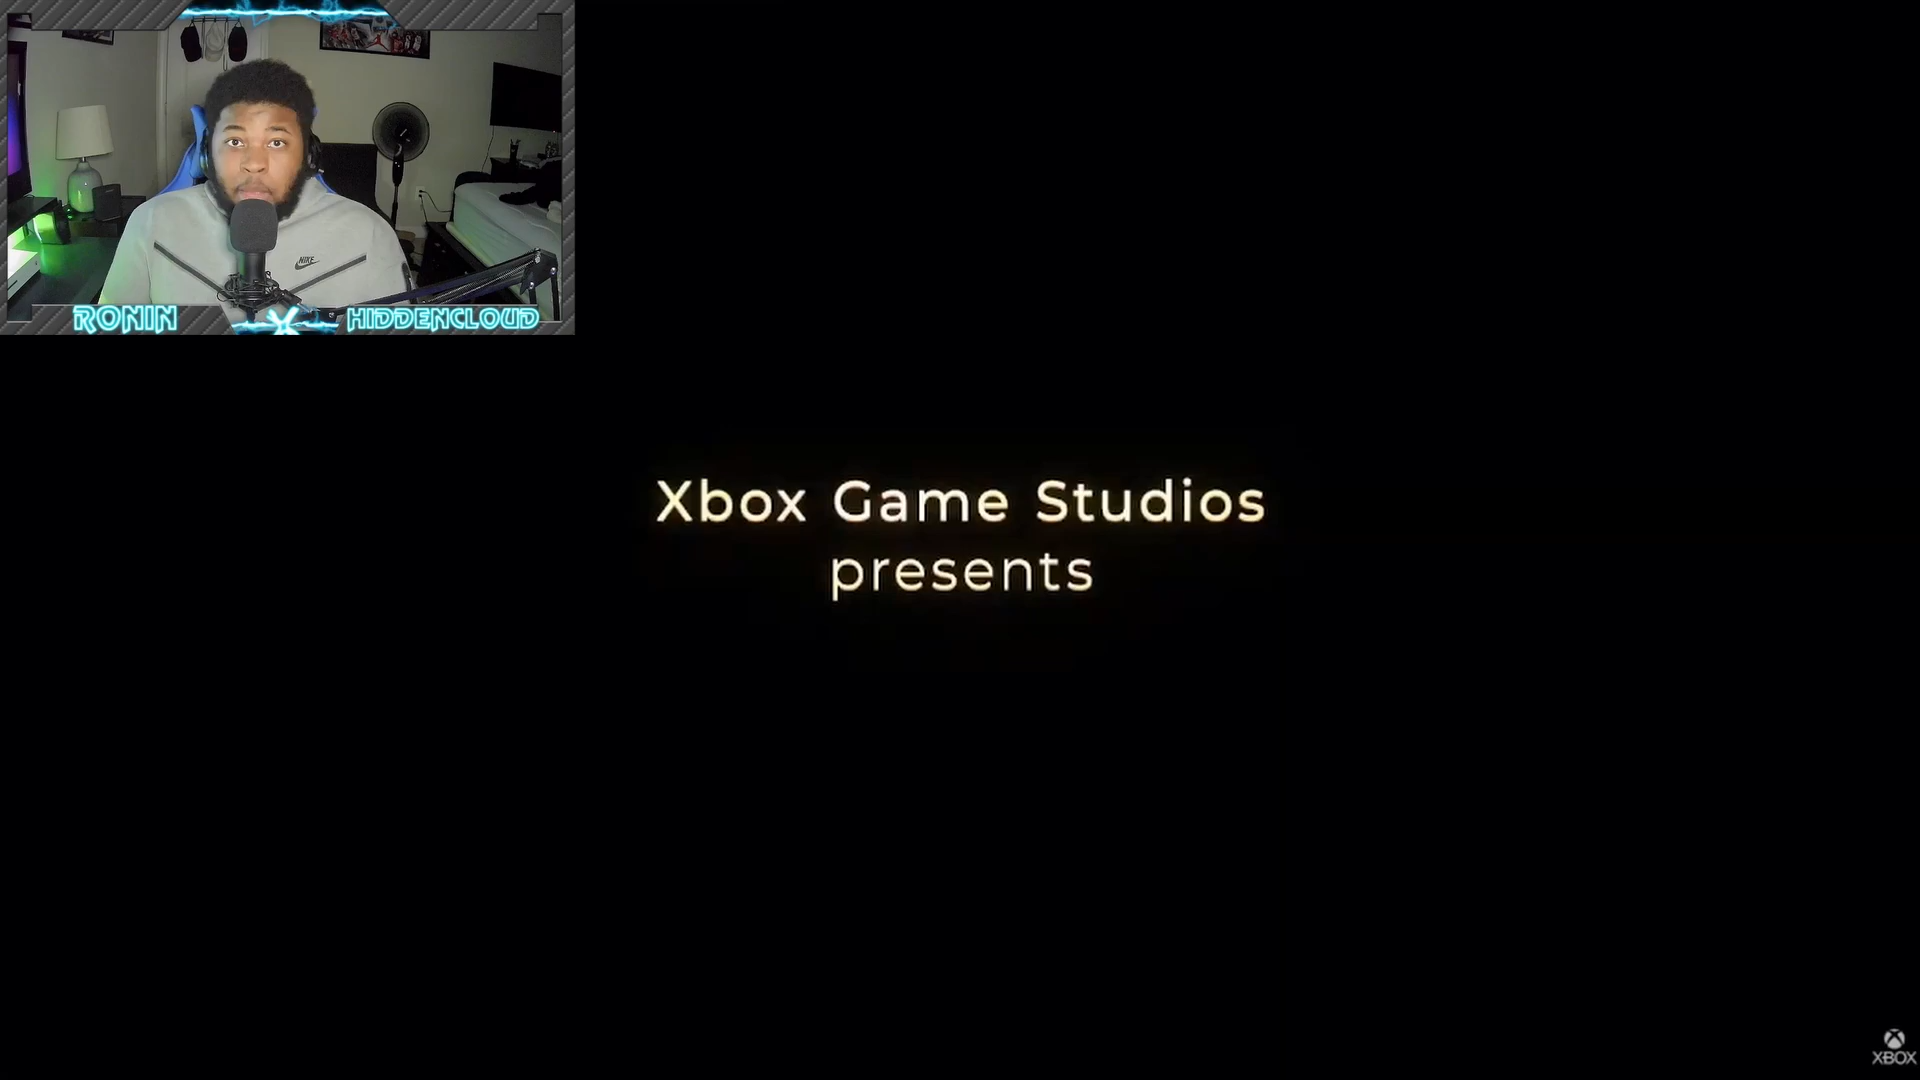 NIKE
RONIN HIDDENCLOUD
Xbox Game Studios
presents
XBOX